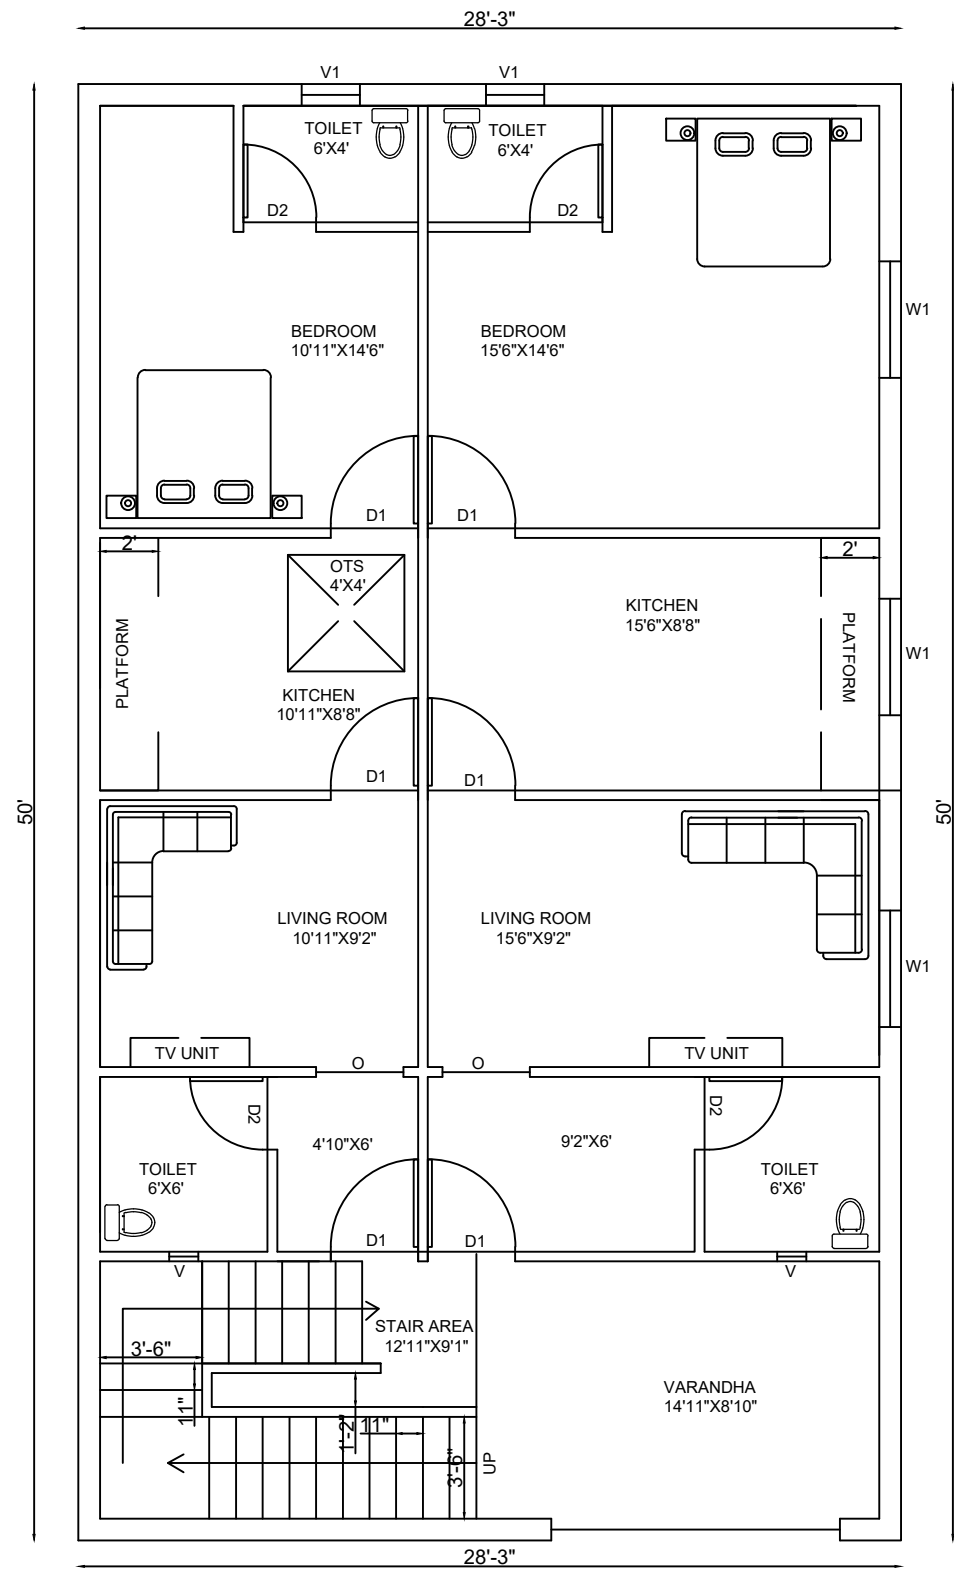 28'-3"
V1
V1
TOILET
6'X4'
TOILET
6'X4'
D2
D2
W1
BEDROOM
10'11"X14'6"
BEDROOM
15'6"X14'6"
D1
D1
2'
2'
OTS
4'X4'
KITCHEN
15'6"X8'8"
PLATFORM
PLATFORM
W1
KITCHEN
10'11"X8'8"
D1
D1
50'
50'
LIVING ROOM
10'11"X9'2"
LIVING ROOM
15'6"X9'2"
W1
TV UNIT
TV UNIT
O
O
D2
D2
4'10"X6'
9'2"X6'
TOILET
6'X6'
TOILET
6'X6'
D1
D1
V
V
STAIR AREA
12'11"X9'1"
3'-6"
VARANDHA
14'11"X8'10"
11"
1'-2"
11"
3'-6"
UP
28'-3"